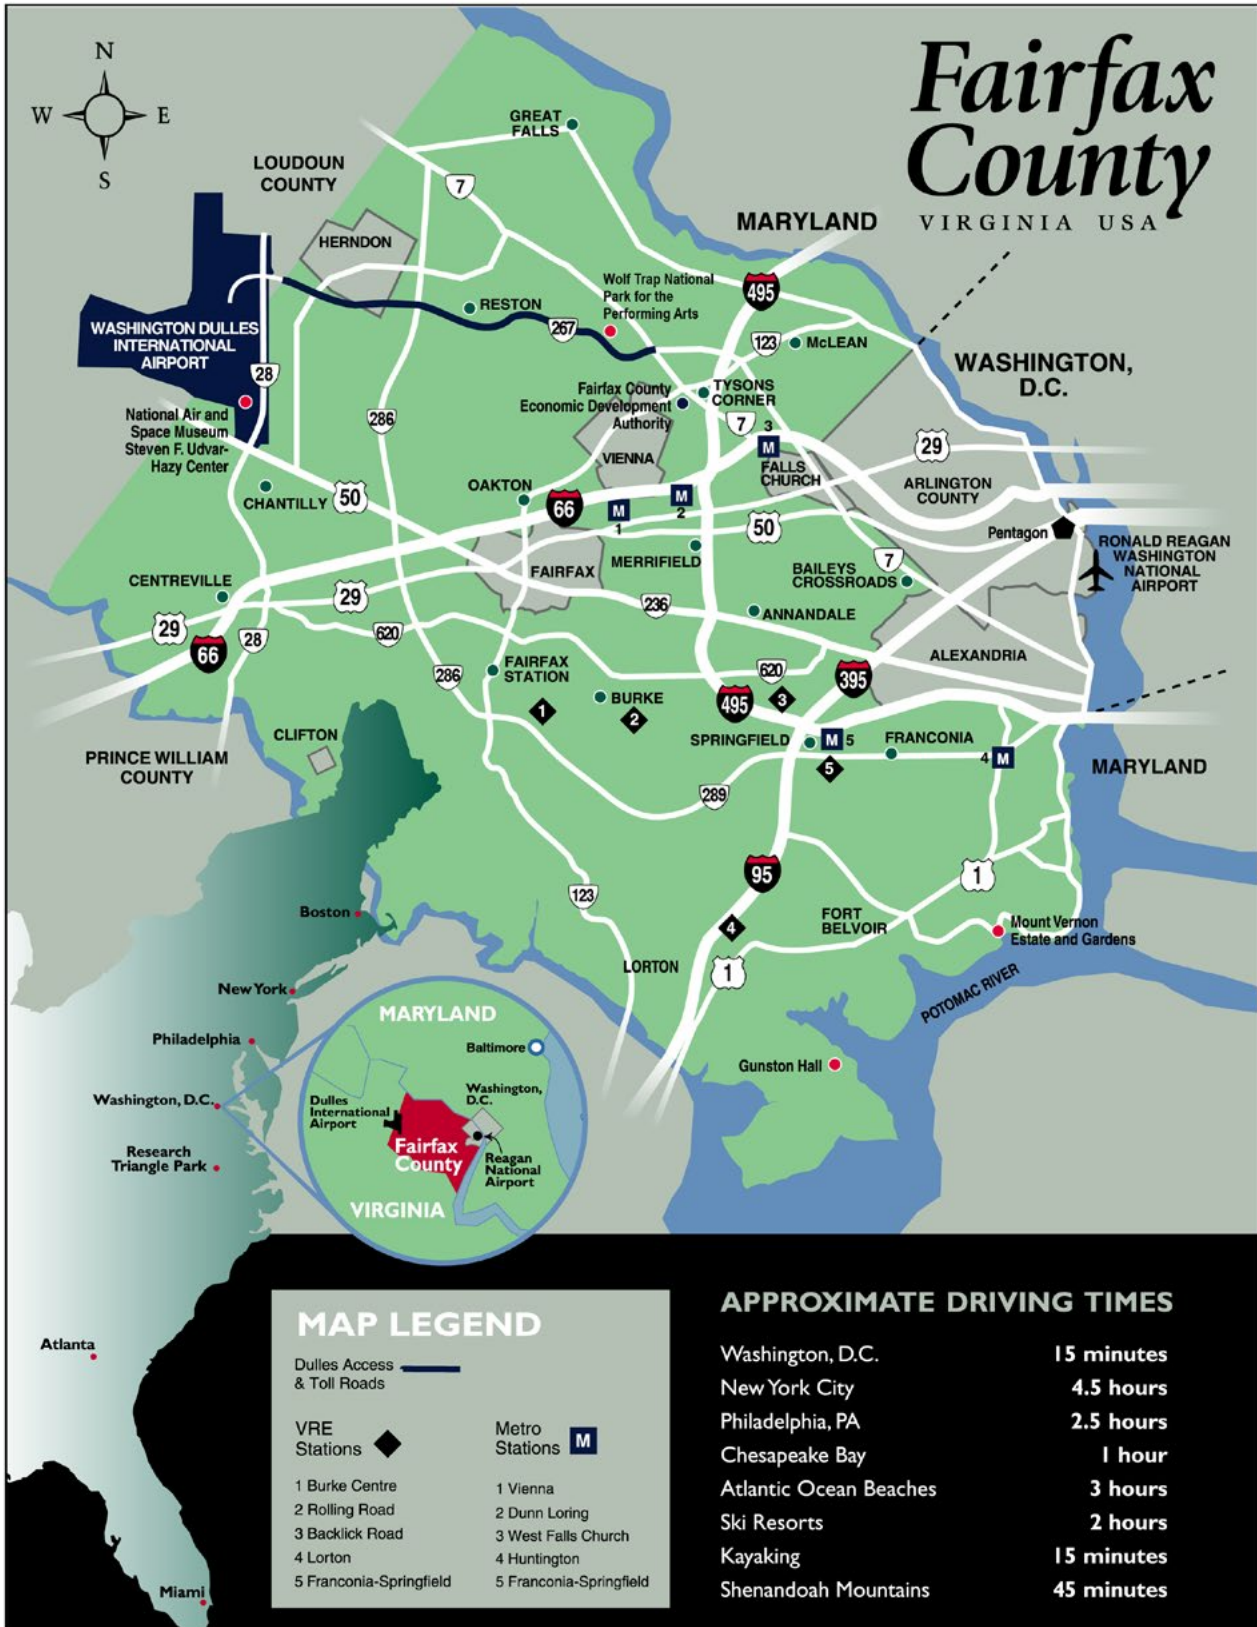 Fairfax
County
VIRGINIA USA
N
W
E
S
GREAT
FALLS
LOUDOUN
COUNTY
7
MARYLAND
HERNDON
Wolf Trap National
Park for the
Performing Arts
495
RESTON
267
123
McLEAN
WASHINGTON DULLES
INTERNATIONAL
AIRPORT
WASHINGTON,
D.C.
28
Fairfax County
Economic Development
Authority
TYSONS
CORNER
National Air and
Space Museum
Steven F. Udvar-
Hazy Center
286
7
3
M
29
VIENNA
FALLS
CHURCH
ARLINGTON
COUNTY
CHANTILLY
50
OAKTON
66
M
1
M
2
50
Pentagon
RONALD REAGAN
WASHINGTON
NATIONAL
AIRPORT
MERRIFIELD
7
BAILEYS
CROSSROADS
CENTREVILLE
FAIRFAX
29
236
ANNANDALE
29
66
28
620
ALEXANDRIA
286
FAIRFAX
STATION
620
395
BURKE
495
3
1
2
CLIFTON
SPRINGFIELD
M
5
FRANCONIA
4
M
5
PRINCE WILLIAM
COUNTY
MARYLAND
289
95
1
123
FORT
BELVOIR
Mount Vernon
Estate and Gardens
4
LORTON
1
POTOMAC RIVER
Gunston Hall
Boston
New York
Philadelphia
Washington, D.C.
Research
Triangle Park
Atlanta
Miami
MARYLAND
Baltimore
Dulles
International
Airport
Washington,
D.C.
Fairfax
County
Reagan
National
Airport
VIRGINIA
MAP LEGEND
Dulles Access
& Toll Roads
VRE
Stations
1 Burke Centre
2 Rolling Road
3 Backlick Road
4 Lorton
5 Franconia-Springfield
Metro
Stations
M
1 Vienna
2 Dunn Loring
3 West Falls Church
4 Huntington
5 Franconia-Springfield
APPROXIMATE DRIVING TIMES
Washington, D.C. 15 minutes
New York City 4.5 hours
Philadelphia, PA 2.5 hours
Chesapeake Bay 1 hour
Atlantic Ocean Beaches 3 hours
Ski Resorts 2 hours
Kayaking 15 minutes
Shenandoah Mountains 45 minutes